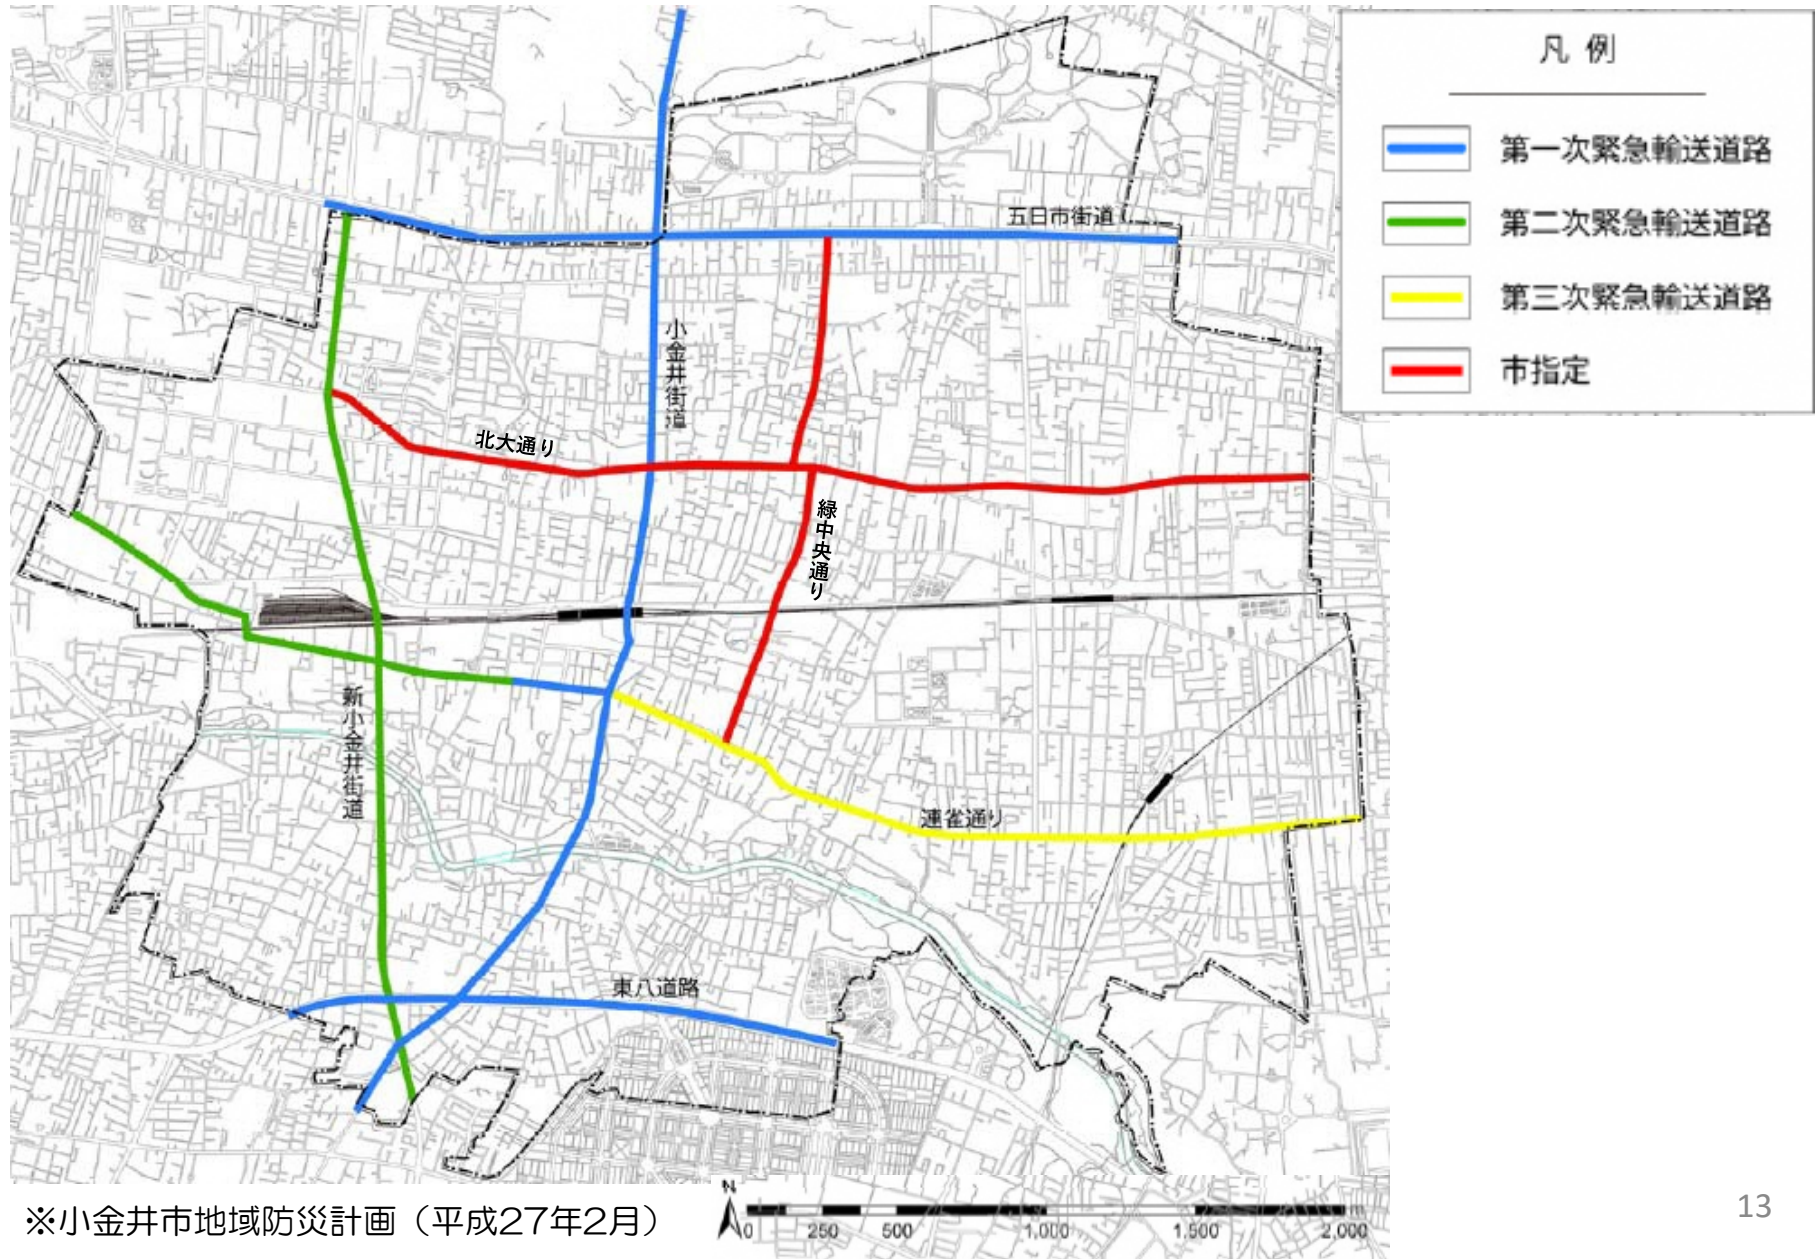 凡 例
第一次緊急輸送道路
第二次緊急輸送道路
第三次緊急輸送道路
市指定
五日市街道
小金井街道
北大通り
緑中央通り
新小金井街道
連雀通り
東八道路
※小金井市地域防災計画（平成27年2月）
N
0 250 500 1,000 1,500 2,000
13